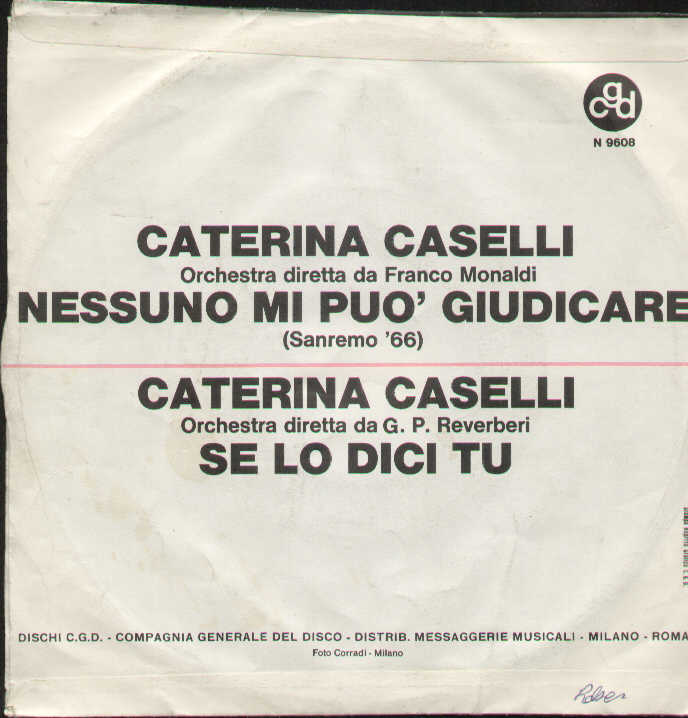 cgd
N 9608
CATERINA CASELLI
Orchestra diretta da Franco Monaldi
NESSUNO MI PUO' GIUDICARE
(Sanremo '66)
CATERINA CASELLI
Orchestra diretta da G. P. Reverberi
SE LO DICI TU
DISCHI C.G.D. - COMPAGNIA GENERALE DEL DISCO - DISTRIB. MESSAGGERIE MUSICALI - MILANO - ROMA
Foto Corradi - Milano